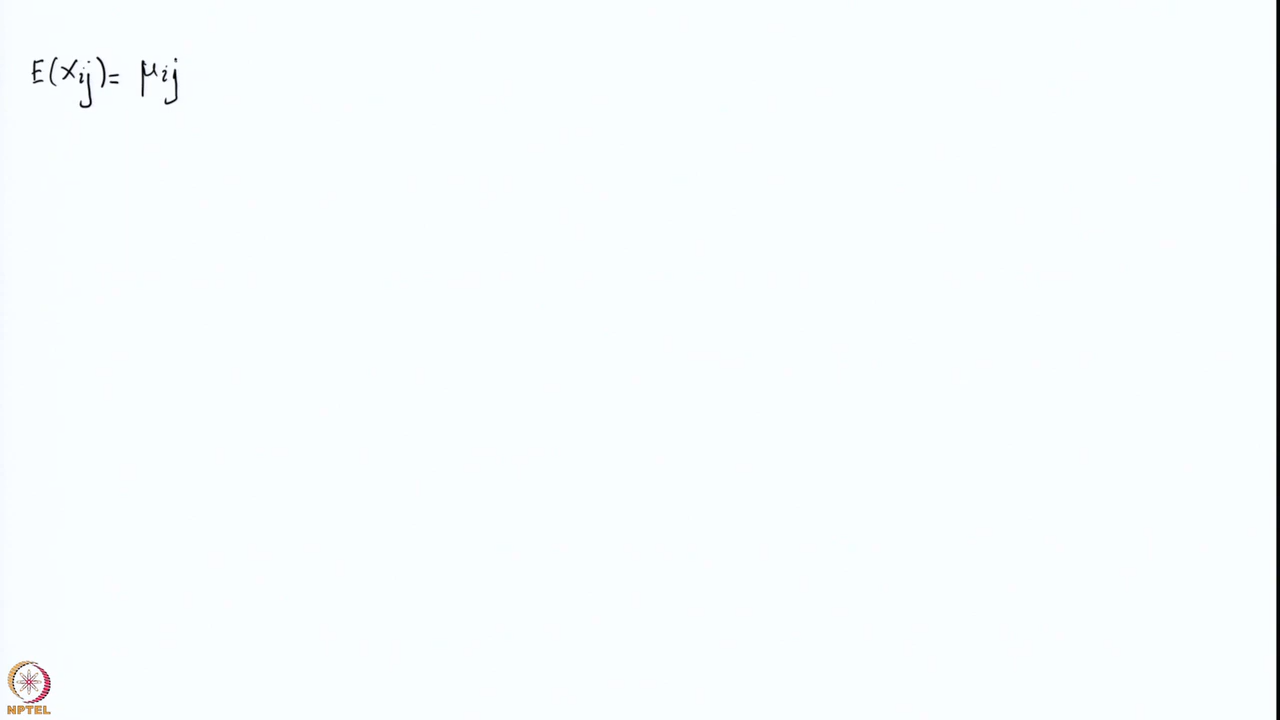 E(Xij) = μij
NPTEL